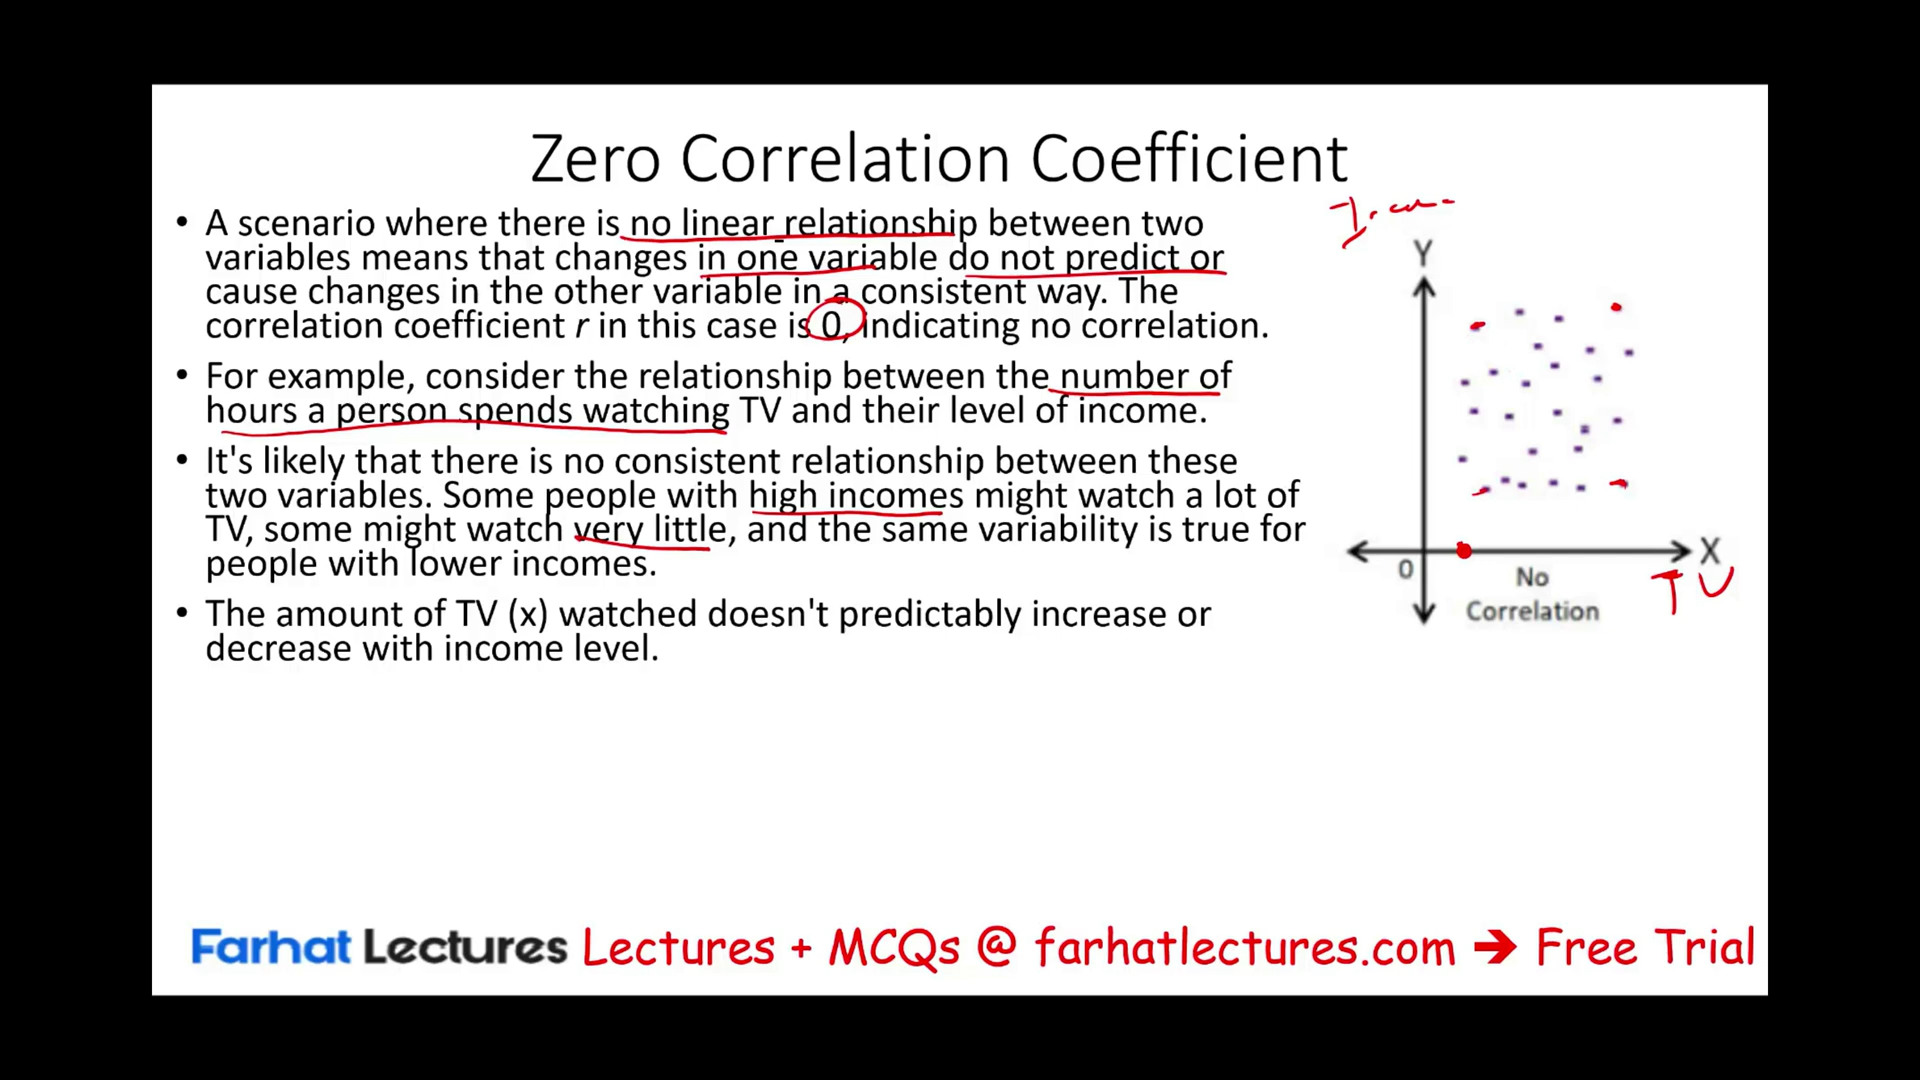 Zero Correlation Coefficient
• A scenario where there is no linear relationship between two
variables means that changes in one variable do not predict or
cause changes in the other variable in a consistent way. The
correlation coefficient r in this case is 0, indicating no correlation.
• For example, consider the relationship between the number of
hours a person spends watching TV and their level of income.
• It's likely that there is no consistent relationship between these
two variables. Some people with high incomes might watch a lot of
TV, some might watch very little, and the same variability is true for
people with lower incomes.
• The amount of TV (x) watched doesn't predictably increase or
decrease with income level.
Y
X
0
No
Correlation
TV
Farhat Lectures Lectures + MCQs @ farhatlectures.com ➔ Free Trial